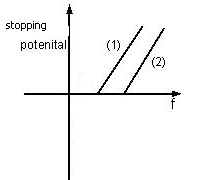 stopping
potenital
(1)
(2)
f